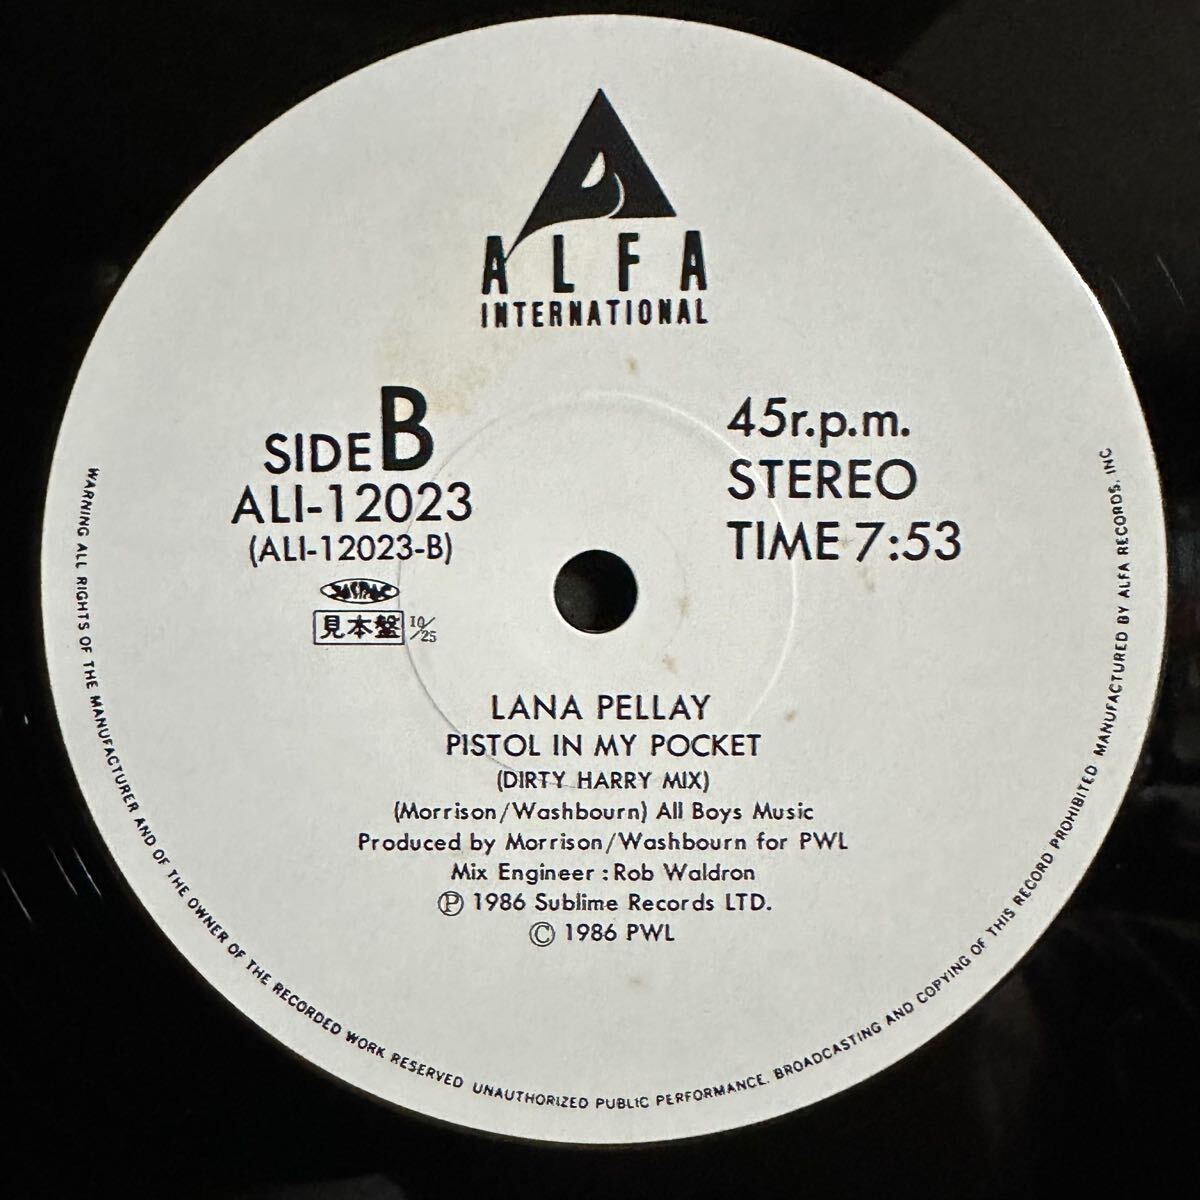 ALFA
INTERNATIONAL
SIDE B
ALI-12023
(ALI-12023-B)
JASRAC
見本盤 10/25
45r.p.m.
STEREO
TIME 7:53
LANA PELLAY
PISTOL IN MY POCKET
(DIRTY HARRY MIX)
(Morrison/Washbourn) All Boys Music
Produced by Morrison/Washbourn for PWL
Mix Engineer : Rob Waldron
Ⓟ 1986 Sublime Records LTD.
© 1986 PWL
WARNING ALL RIGHTS OF THE MANUFACTURER AND OF THE OWNER OF THE RECORDED WORK RESERVED UNAUTHORIZED PUBLIC PERFORMANCE. BROADCASTING AND COPYING OF THIS RECORD PROHIBITED MANUFACTURED BY ALFA RECORDS, INC